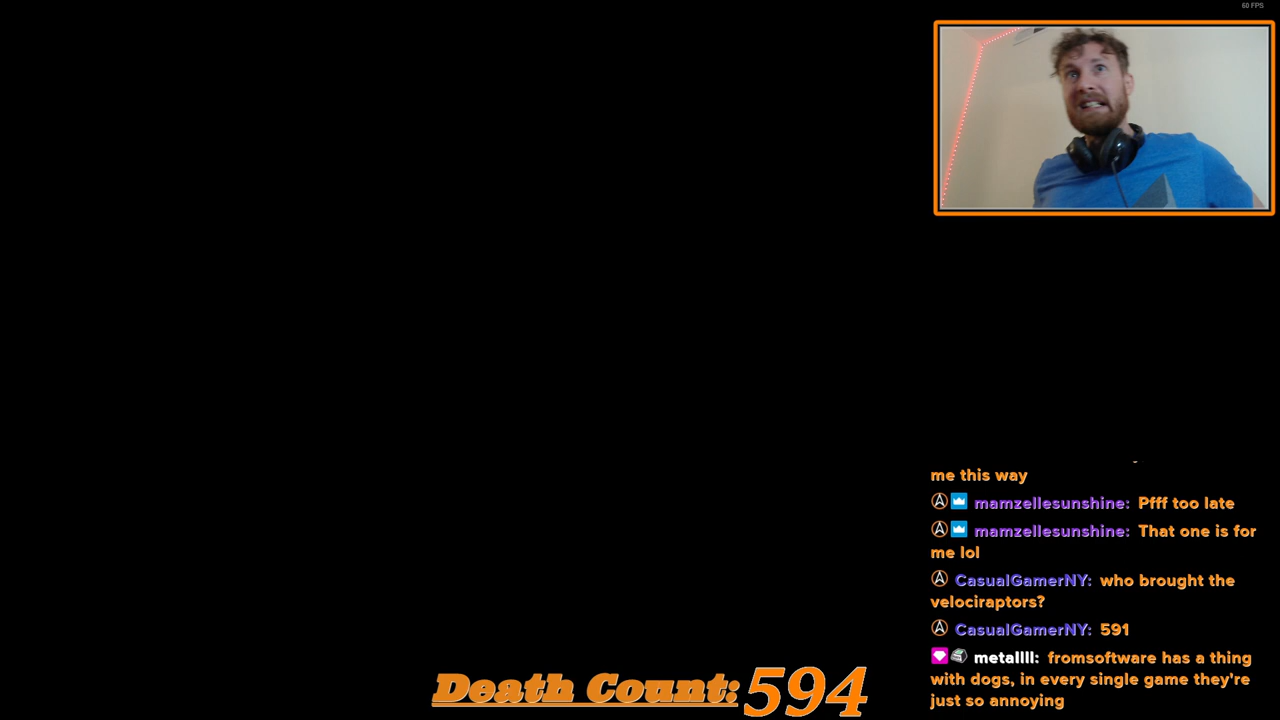 60 FPS
me this way
mamzellesunshine: Pfff too late
mamzellesunshine: That one is for
me lol
CasualGamerNY: who brought the
velociraptors?
CasualGamerNY: 591
metallll: fromsoftware has a thing
with dogs, in every single game they're
just so annoying
Death Count: 594